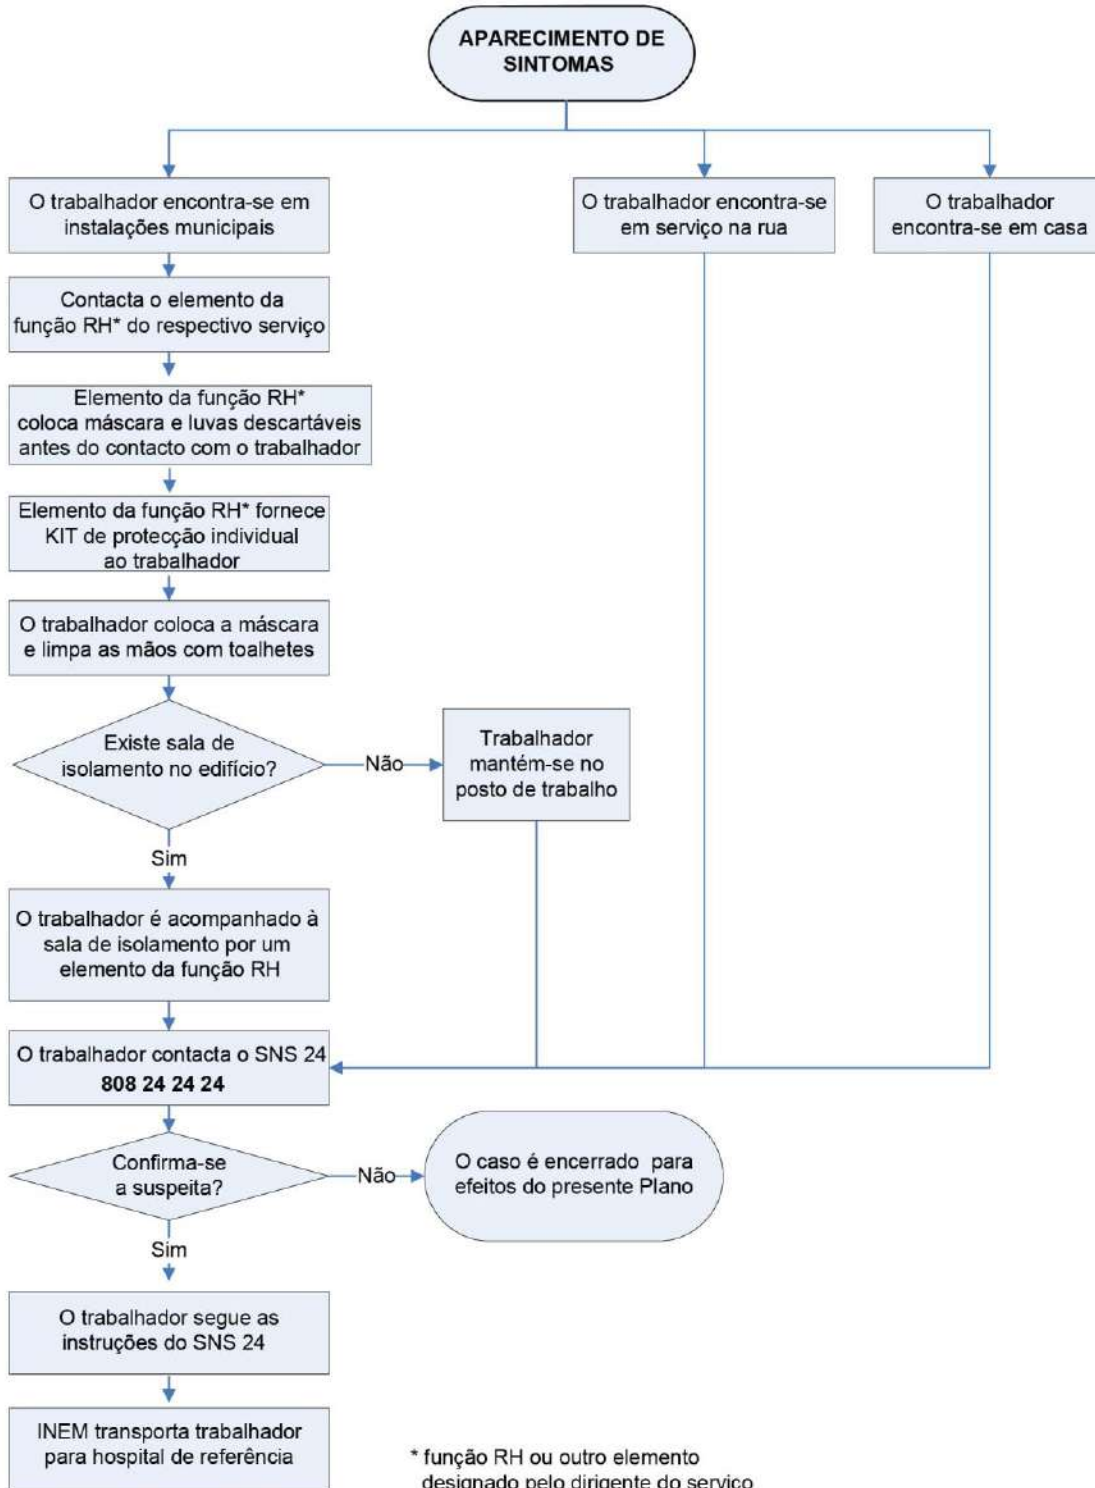 APARECIMENTO DE
SINTOMAS
O trabalhador encontra-se em
instalações municipais
O trabalhador encontra-se
em serviço na rua
O trabalhador
encontra-se em casa
Contacta o elemento da
função RH* do respectivo serviço
Elemento da função RH*
coloca máscara e luvas descartáveis
antes do contacto com o trabalhador
Elemento da função RH* fornece
KIT de protecção individual
ao trabalhador
O trabalhador coloca a máscara
e limpa as mãos com toalhetes
Existe sala de
isolamento no edifício?
Não
Trabalhador
mantém-se no
posto de trabalho
Sim
O trabalhador é acompanhado à
sala de isolamento por um
elemento da função RH
O trabalhador contacta o SNS 24
808 24 24 24
Confirma-se
a suspeita?
Não
O caso é encerrado para
efeitos do presente Plano
Sim
O trabalhador segue as
instruções do SNS 24
INEM transporta trabalhador
para hospital de referência
* função RH ou outro elemento
designado pelo dirigente do serviço